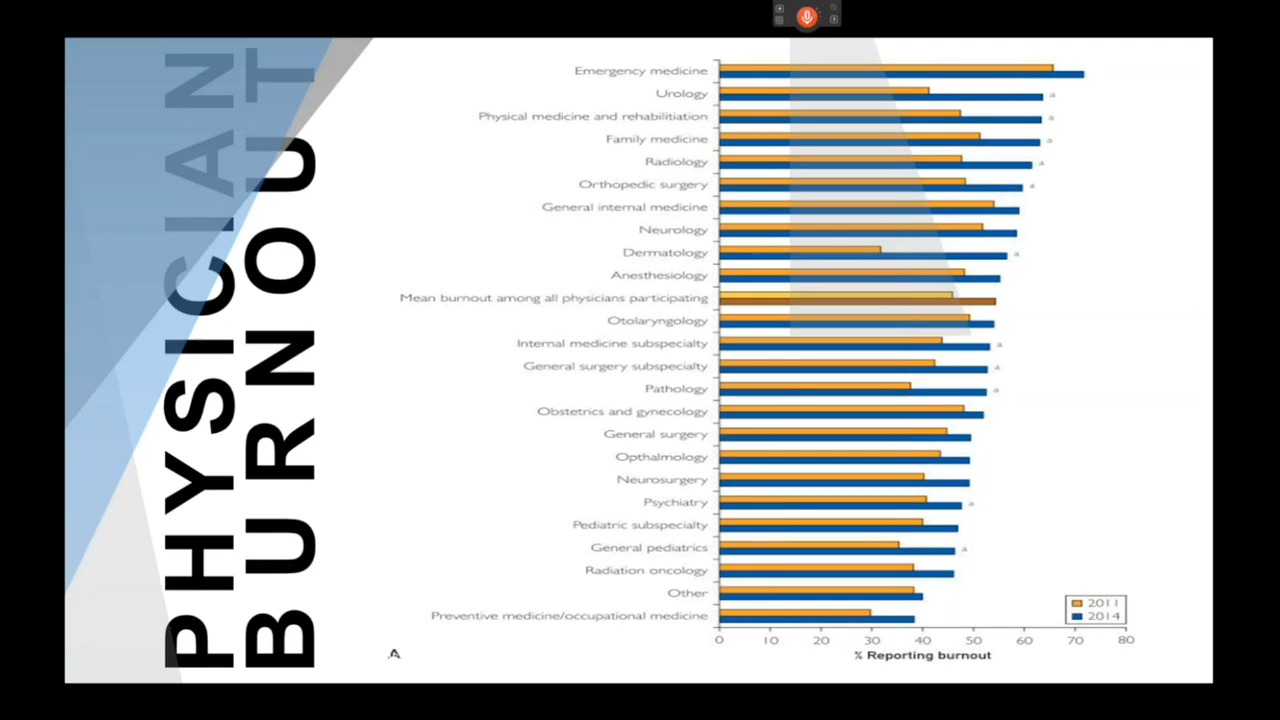 PHYSICIAN
BURNOUT
Emergency medicine
Urology a
Physical medicine and rehabilitiation a
Family medicine a
Radiology a
Orthopedic surgery a
General internal medicine
Neurology
Dermatology a
Anesthesiology
Mean burnout among all physicians participating
Otolaryngology
Internal medicine subspecialty a
General surgery subspecialty a
Pathology a
Obstetrics and gynecology
General surgery
Opthalmology
Neurosurgery
Psychiatry a
Pediatric subspecialty
General pediatrics a
Radiation oncology
Other
Preventive medicine/occupational medicine
2011
2014
0 10 20 30 40 50 60 70 80
% Reporting burnout
A